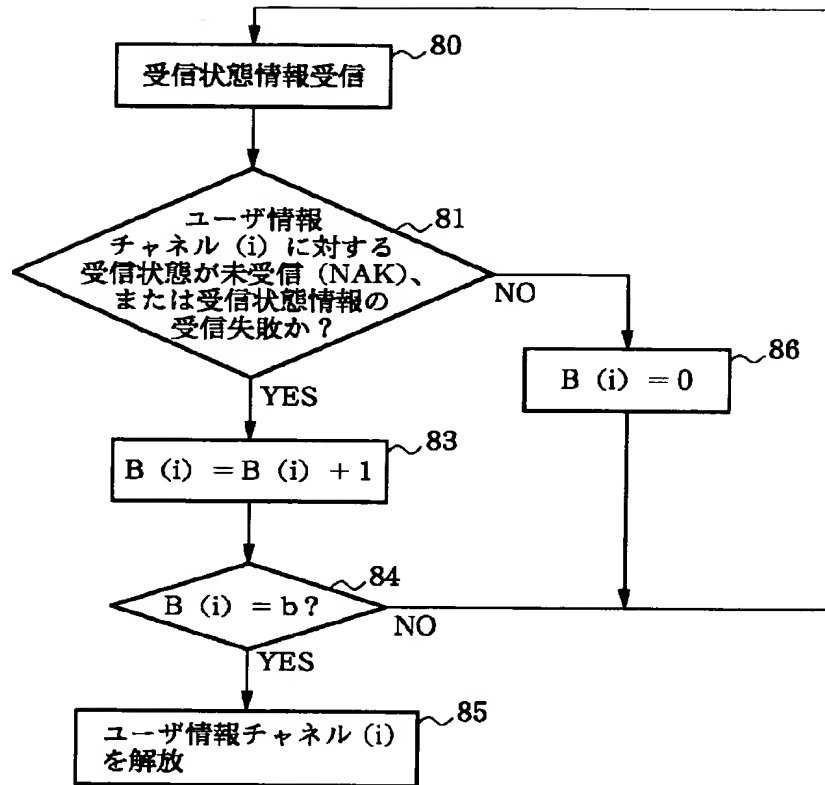 80
受信状態情報受信
81
ユーザ情報
チャネル (i) に対する
受信状態が未受信 (NAK)、
または受信状態情報の
受信失敗か？
NO
YES
86
B (i) = 0
83
B (i) = B (i) + 1
84
B (i) = b?
NO
YES
85
ユーザ情報チャネル (i)
を解放